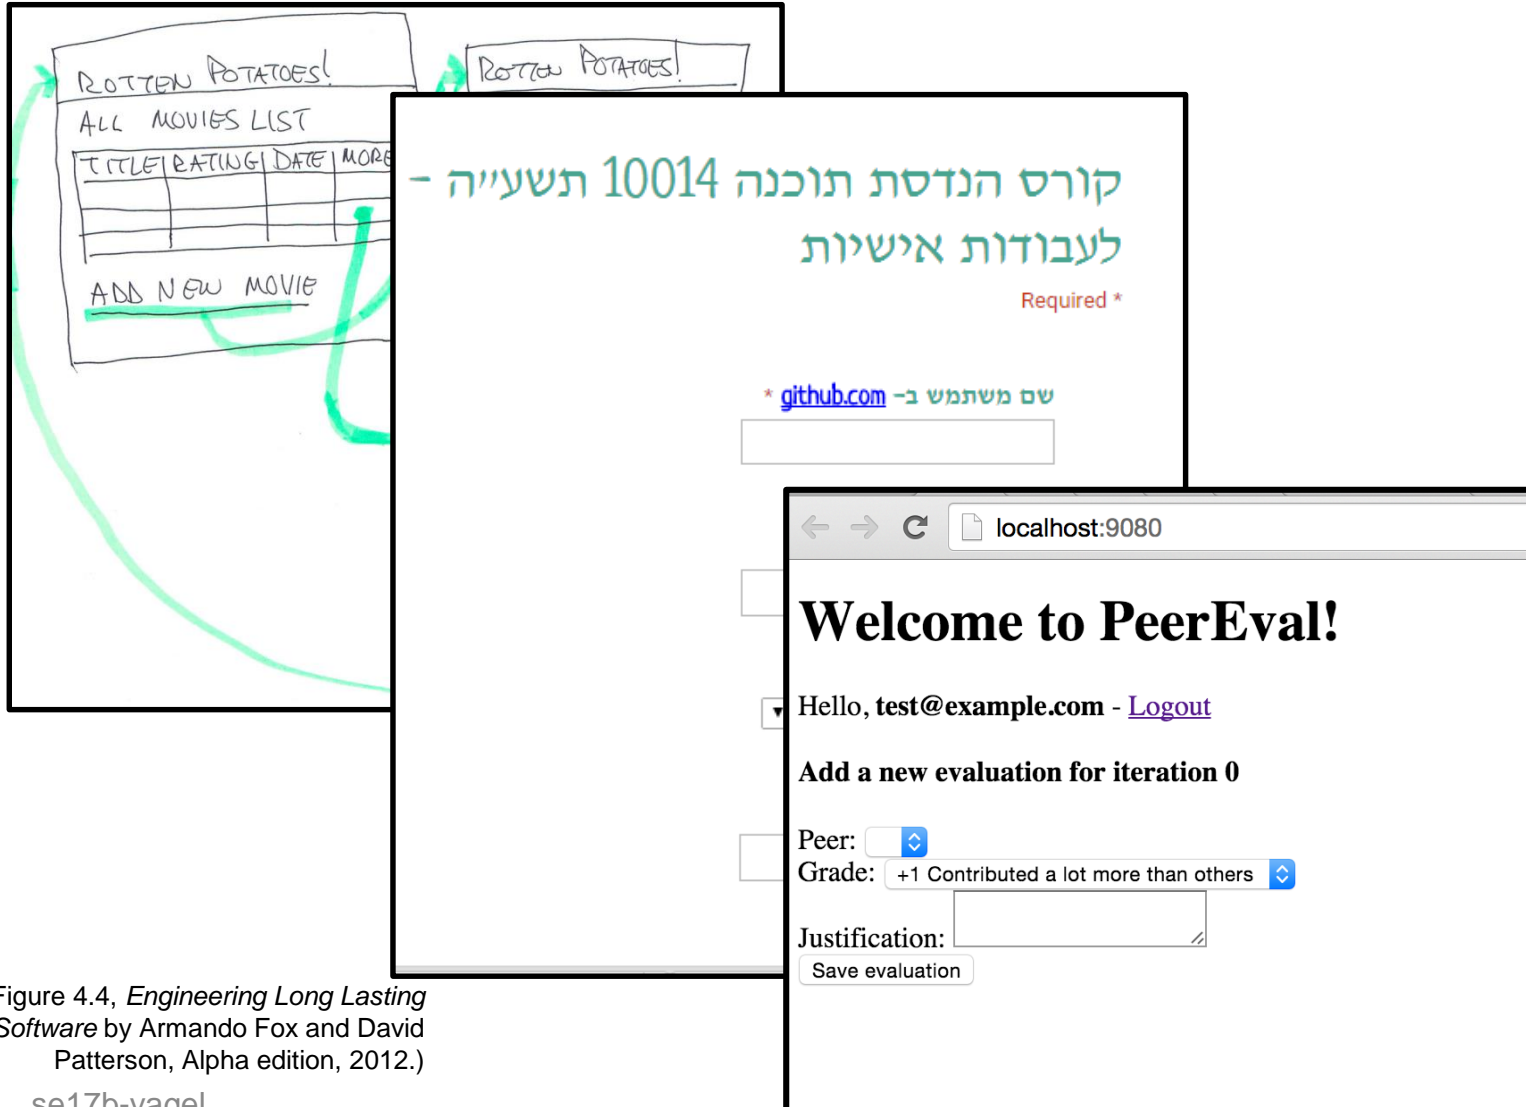 ROTTEN POTATOES!
ALL MOVIES LIST
TITLE RATING DATE MORE
ADD NEW MOVIE
ROTTEN POTATOES!
קורס הנדסת תוכנה 10014 תשע״ה –
לעבודות אישיות
Required *
שם משתמש ב- github.com *
localhost:9080
Welcome to PeerEval!
Hello, test@example.com - Logout
Add a new evaluation for iteration 0
Peer:
Grade: +1 Contributed a lot more than others
Justification:
Save evaluation
Figure 4.4, Engineering Long Lasting
Software by Armando Fox and David
Patterson, Alpha edition, 2012.)
se17b-yagel